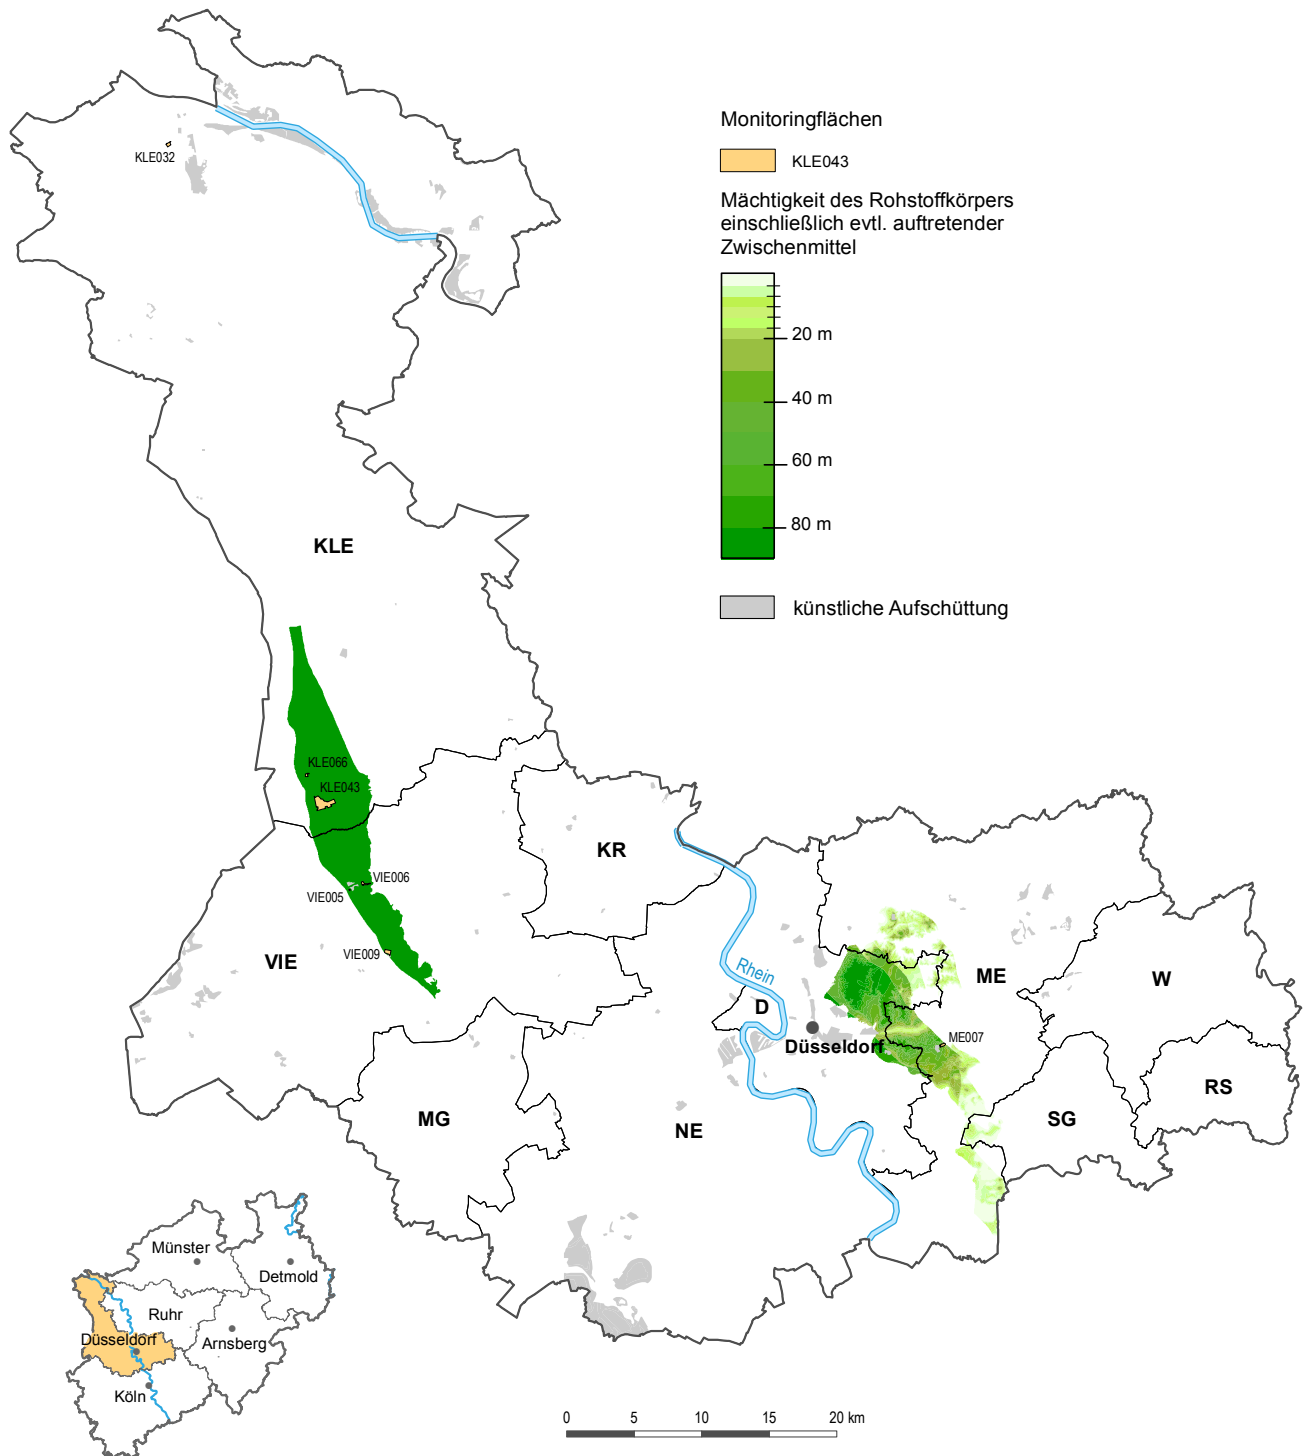 Monitoringflächen
KLE043
Mächtigkeit des Rohstoffkörpers
einschließlich evtl. auftretender
Zwischenmittel
20 m
40 m
60 m
80 m
künstliche Aufschüttung
KLE032
KLE
KLE066
KLE043
VIE006
VIE005
VIE009
VIE
KR
Rhein
D
Düsseldorf
ME
ME007
W
RS
SG
MG
NE
Münster
Detmold
Ruhr
Düsseldorf
Arnsberg
Köln
0 5 10 15 20 km